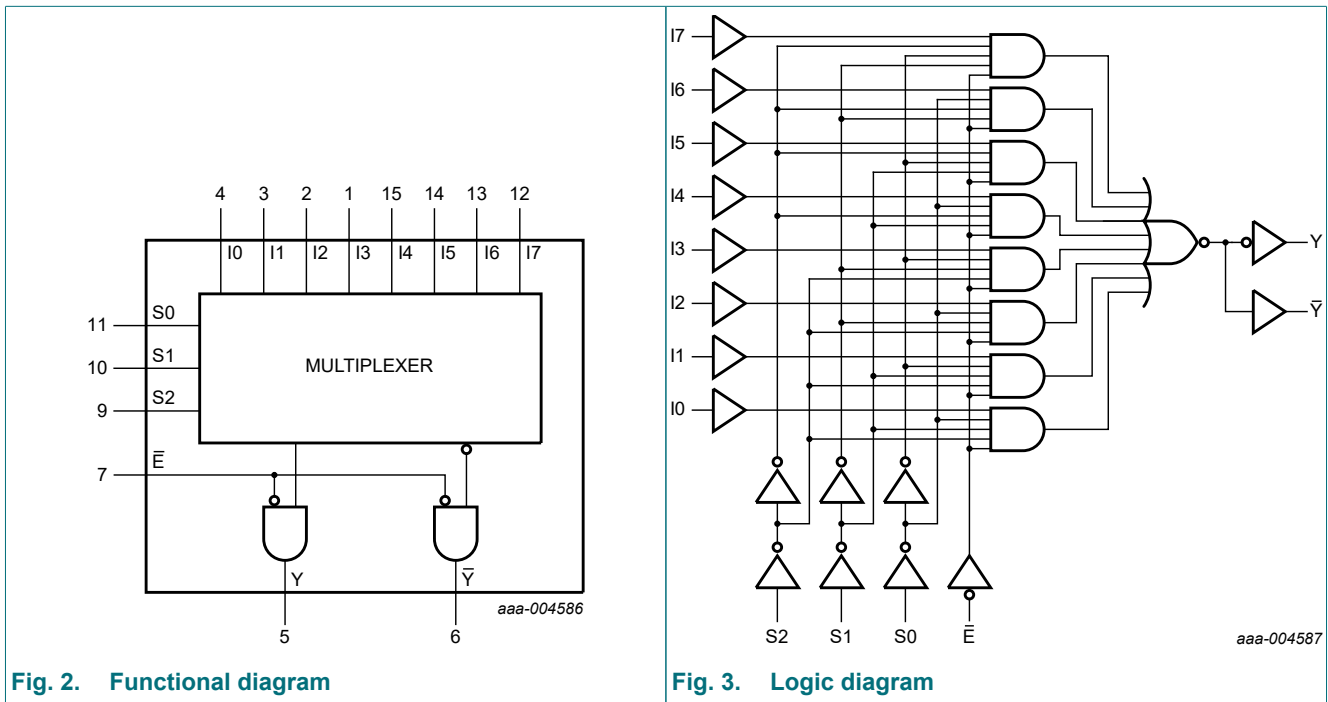 4 3 2 1 15 14 13 12
I0 I1 I2 I3 I4 I5 I6 I7
11 S0
10 S1
9 S2
MULTIPLEXER
7 E̅
Y Y̅
5 6
aaa-004586
Fig. 2. Functional diagram
I7
I6
I5
I4
I3
I2
I1
I0
Y
Y̅
S2 S1 S0 E̅
aaa-004587
Fig. 3. Logic diagram